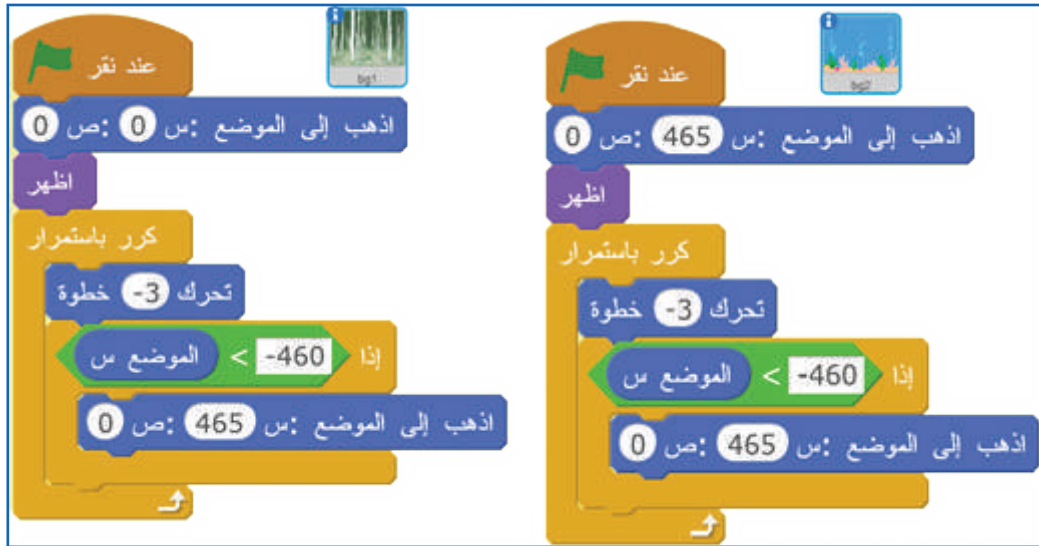 عند نقر
bg1
اذهب إلى الموضع :س 0 :ص 0
اظهر
كرر باستمرار
تحرك -3 خطوة
إذا -460 < الموضع س
اذهب إلى الموضع :س 465 :ص 0
عند نقر
bg2
اذهب إلى الموضع :س 465 :ص 0
اظهر
كرر باستمرار
تحرك -3 خطوة
إذا -460 < الموضع س
اذهب إلى الموضع :س 465 :ص 0